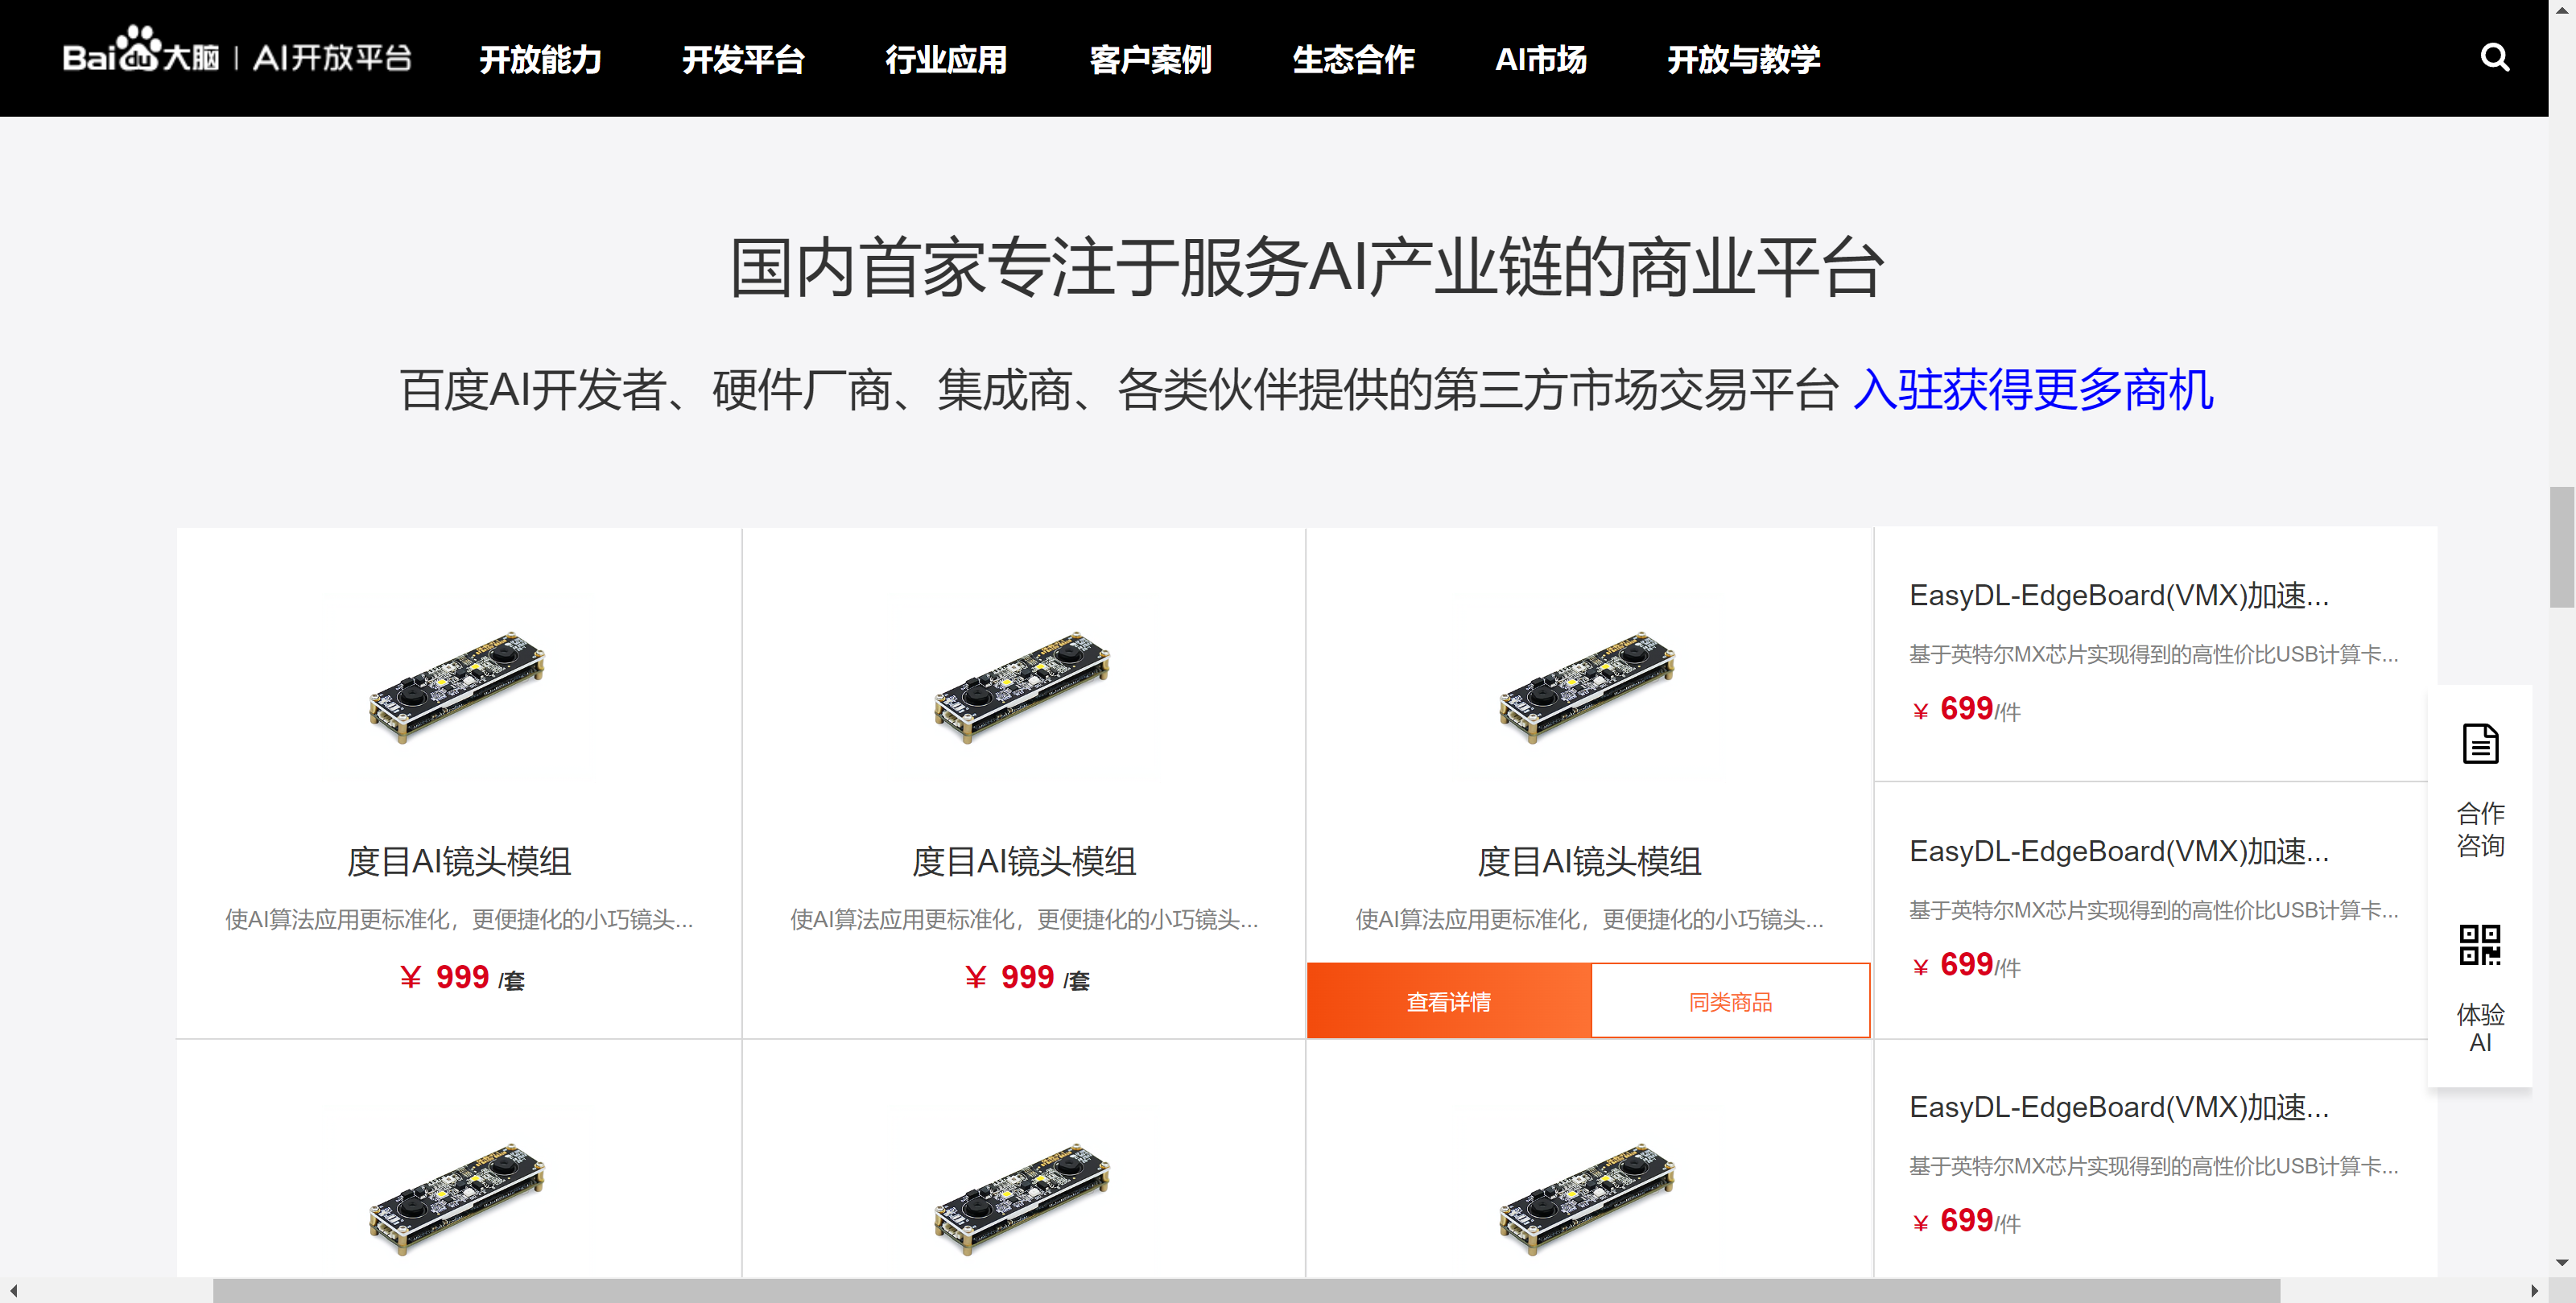 Bai du 大脑 | AI开放平台 开放能力 开发平台 行业应用 客户案例 生态合作 AI市场 开放与教学
国内首家专注于服务AI产业链的商业平台
百度AI开发者、硬件厂商、集成商、各类伙伴提供的第三方市场交易平台 入驻获得更多商机
度目AI镜头模组
使AI算法应用更标准化，更便捷化的小巧镜头...
￥ 999 /套
度目AI镜头模组
使AI算法应用更标准化，更便捷化的小巧镜头...
￥ 999 /套
度目AI镜头模组
使AI算法应用更标准化，更便捷化的小巧镜头...
查看详情 同类商品
EasyDL-EdgeBoard(VMX)加速...
基于英特尔MX芯片实现得到的高性价比USB计算卡...
￥ 699/件
EasyDL-EdgeBoard(VMX)加速...
基于英特尔MX芯片实现得到的高性价比USB计算卡...
￥ 699/件
EasyDL-EdgeBoard(VMX)加速...
基于英特尔MX芯片实现得到的高性价比USB计算卡...
￥ 699/件
合作
咨询
体验
AI